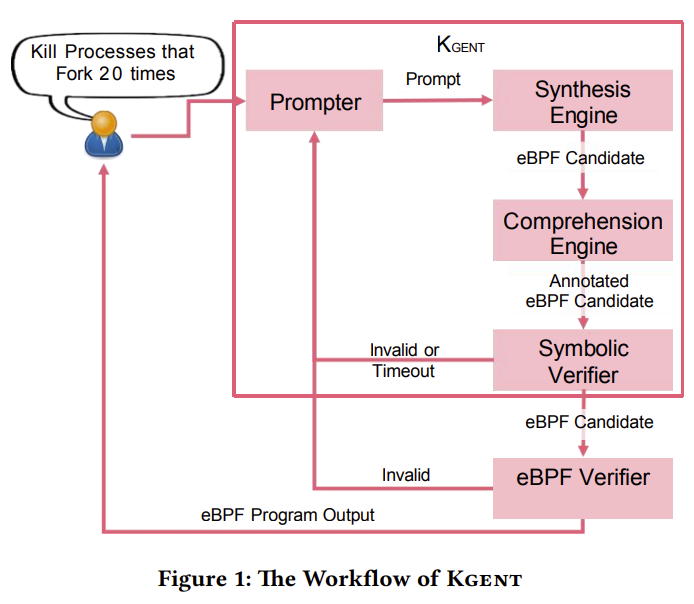 Kill Processes that
Fork 20 times
KGENT
Prompter
Prompt
Synthesis
Engine
eBPF Candidate
Comprehension
Engine
Annotated
eBPF Candidate
Invalid or
Timeout
Symbolic
Verifier
eBPF Candidate
Invalid
eBPF Verifier
eBPF Program Output
Figure 1: The Workflow of KGENT